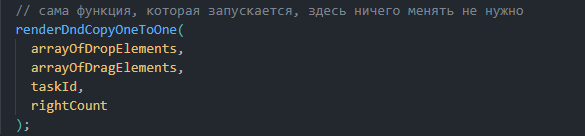 // сама функция, которая запускается, здесь ничего менять не нужно
renderDndCopyOneToOne(
arrayOfDropElements,
arrayOfDragElements,
taskId,
rightCount
);